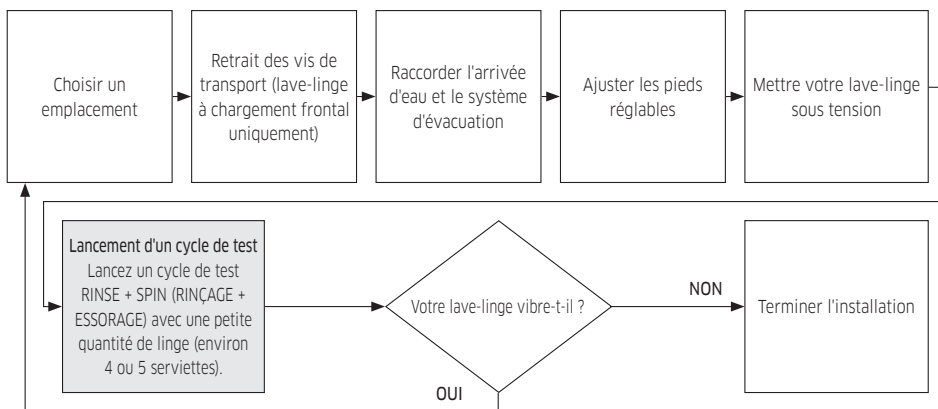 Choisir un
emplacement
Retrait des vis de
transport (lave-linge
à chargement frontal
uniquement)
Raccorder l'arrivée
d'eau et le système
d'évacuation
Ajuster les pieds
réglables
Mettre votre lave-linge
sous tension
Lancement d'un cycle de test
Lancez un cycle de test
RINSE + SPIN (RINÇAGE +
ESSORAGE) avec une petite
quantité de linge (environ
4 ou 5 serviettes).
Votre lave-linge vibre-t-il ?
NON
Terminer l'installation
OUI